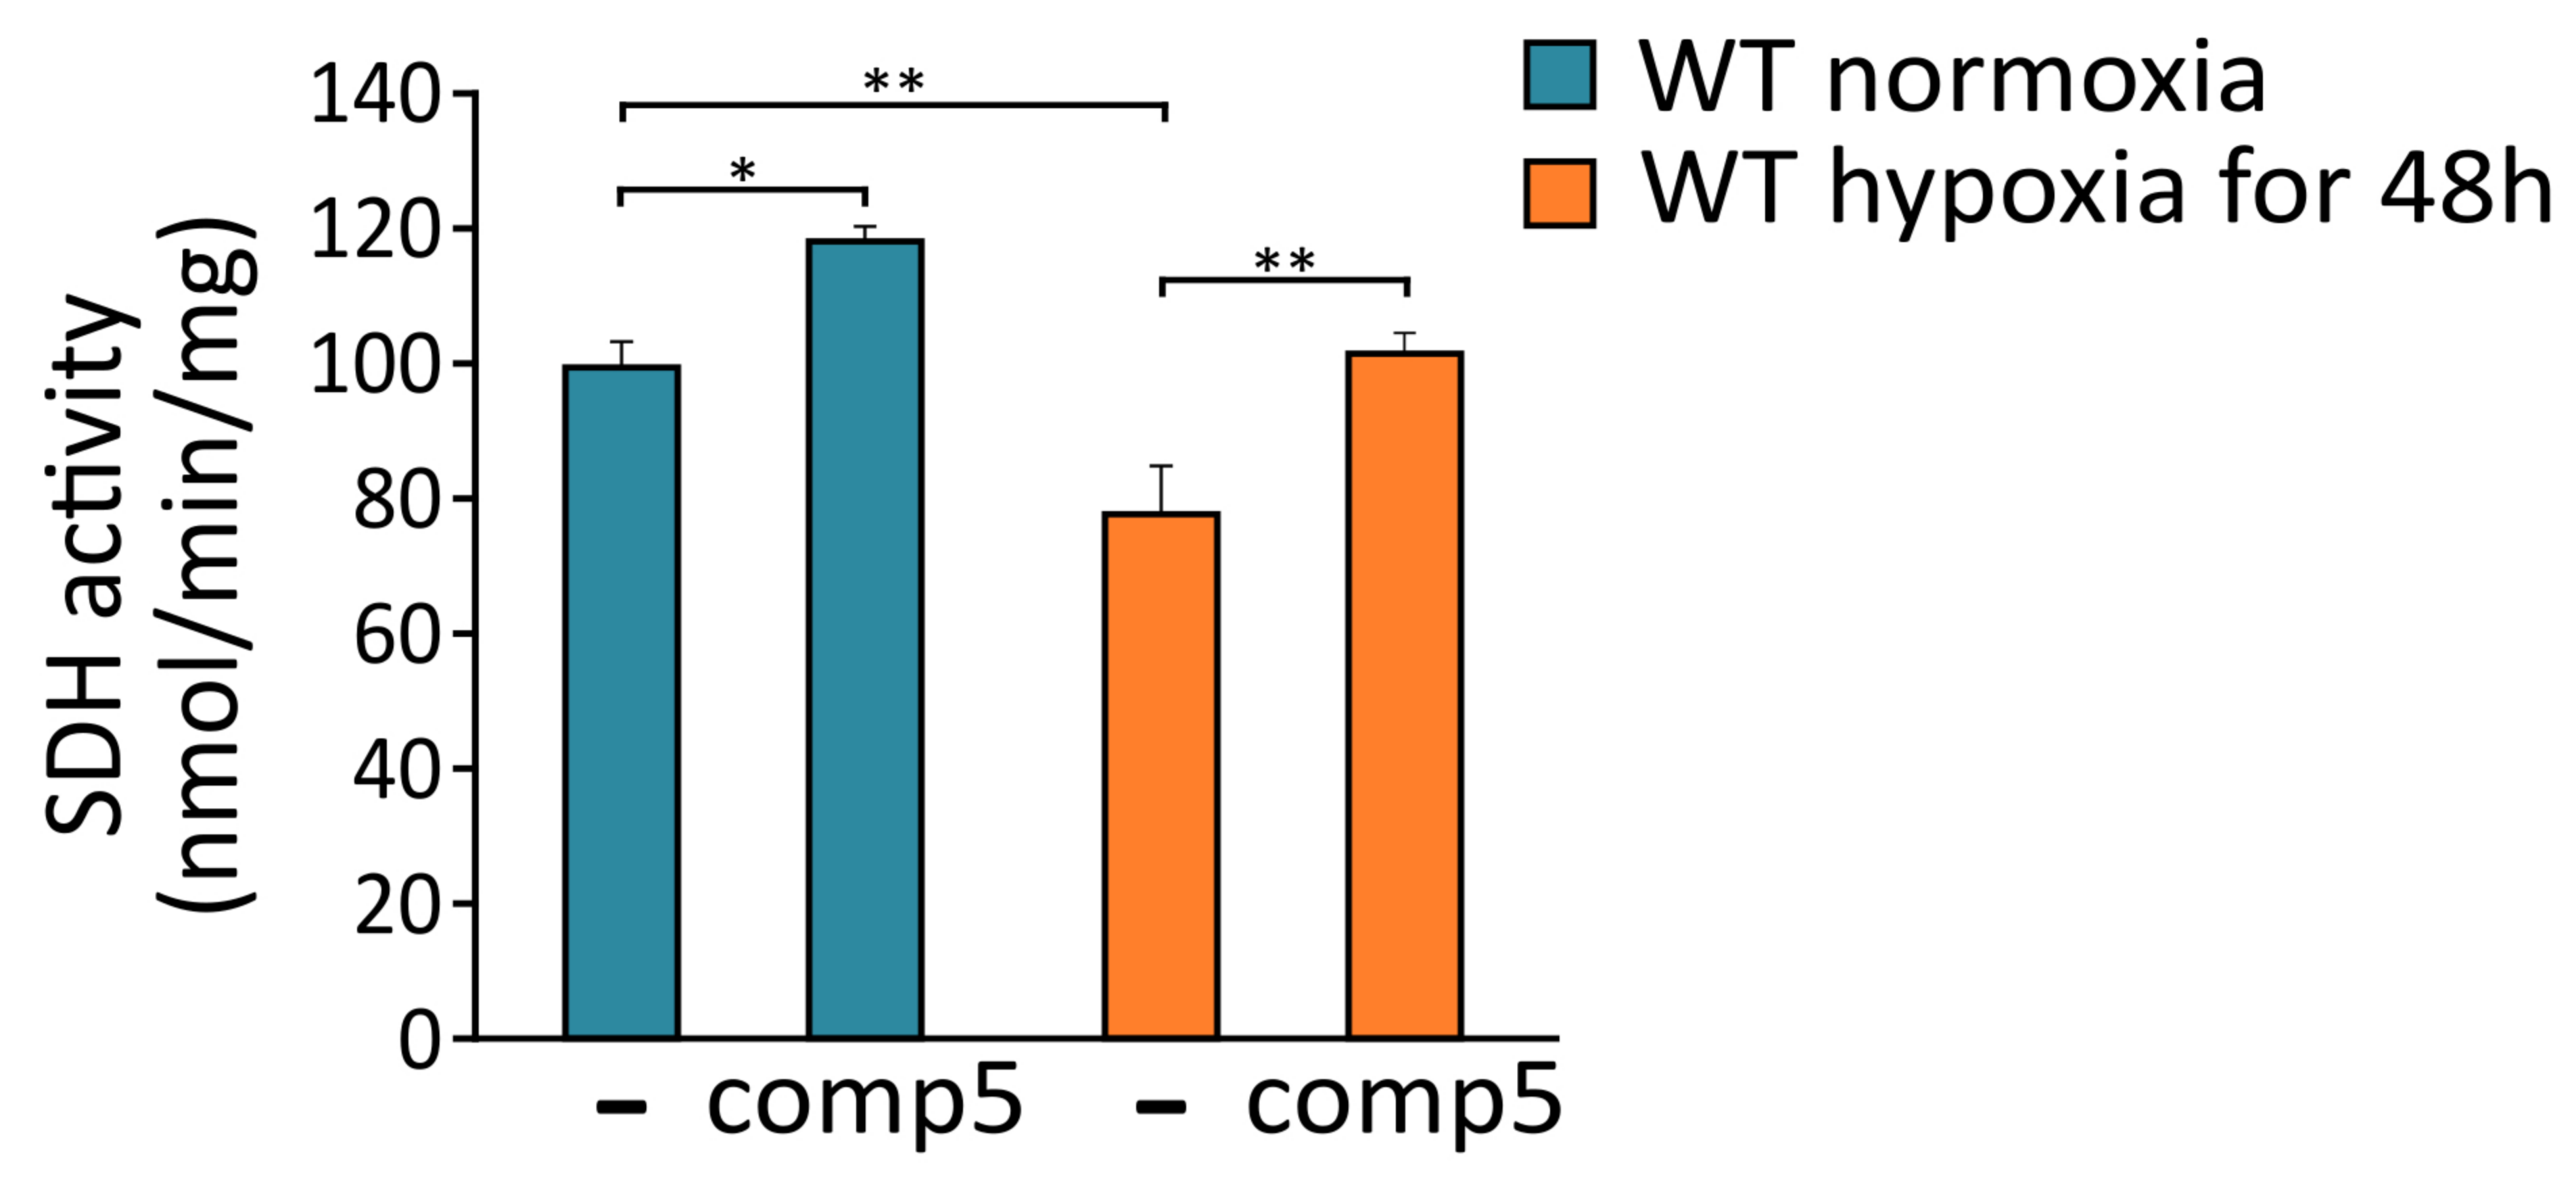 WT normoxia
WT hypoxia for 48h
SDH activity
(nmol/min/mg)
140
120
100
80
60
40
20
0
**
*
**
– comp5 – comp5